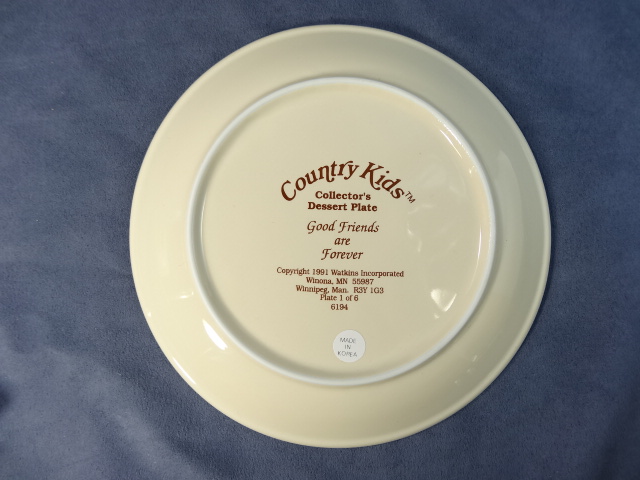 Country Kids™
Collector's
Dessert Plate
Good Friends
are
Forever
Copyright 1991 Watkins Incorporated
Winona, MN 55987
Winnipeg, Man. R3Y 1G3
Plate 1 of 6
6194
MADE
IN
KOREA